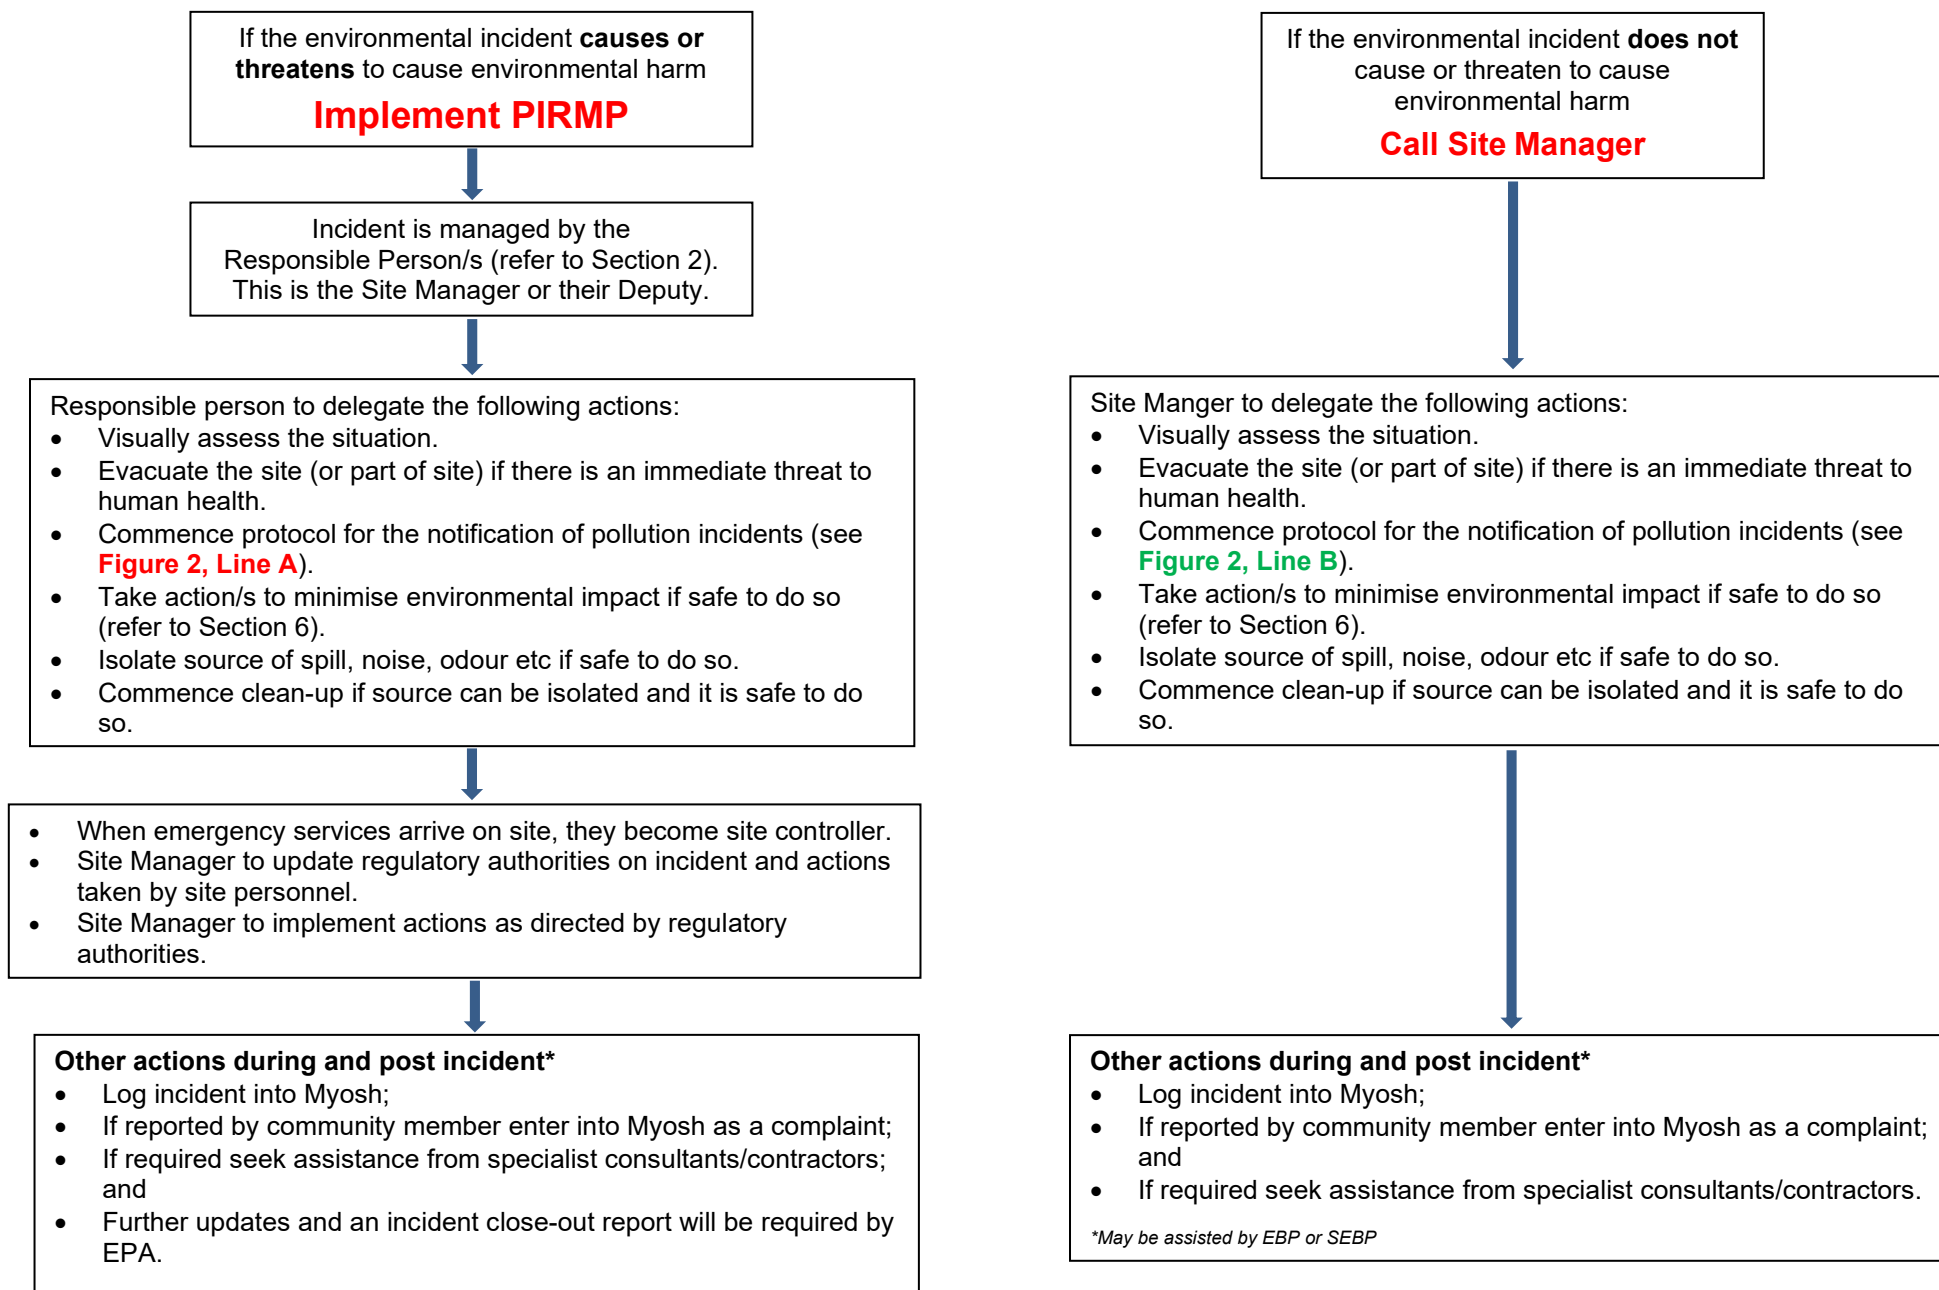 If the environmental incident causes or
threatens to cause environmental harm
Implement PIRMP
Incident is managed by the
Responsible Person/s (refer to Section 2).
This is the Site Manager or their Deputy.
Responsible person to delegate the following actions:
• Visually assess the situation.
• Evacuate the site (or part of site) if there is an immediate threat to
human health.
• Commence protocol for the notification of pollution incidents (see
Figure 2, Line A).
• Take action/s to minimise environmental impact if safe to do so
(refer to Section 6).
• Isolate source of spill, noise, odour etc if safe to do so.
• Commence clean-up if source can be isolated and it is safe to do
so.
• When emergency services arrive on site, they become site controller.
• Site Manager to update regulatory authorities on incident and actions
taken by site personnel.
• Site Manager to implement actions as directed by regulatory
authorities.
Other actions during and post incident*
• Log incident into Myosh;
• If reported by community member enter into Myosh as a complaint;
• If required seek assistance from specialist consultants/contractors;
and
• Further updates and an incident close-out report will be required by
EPA.
If the environmental incident does not
cause or threaten to cause
environmental harm
Call Site Manager
Site Manger to delegate the following actions:
• Visually assess the situation.
• Evacuate the site (or part of site) if there is an immediate threat to
human health.
• Commence protocol for the notification of pollution incidents (see
Figure 2, Line B).
• Take action/s to minimise environmental impact if safe to do so
(refer to Section 6).
• Isolate source of spill, noise, odour etc if safe to do so.
• Commence clean-up if source can be isolated and it is safe to do
so.
Other actions during and post incident*
• Log incident into Myosh;
• If reported by community member enter into Myosh as a complaint;
and
• If required seek assistance from specialist consultants/contractors.
*May be assisted by EBP or SEBP